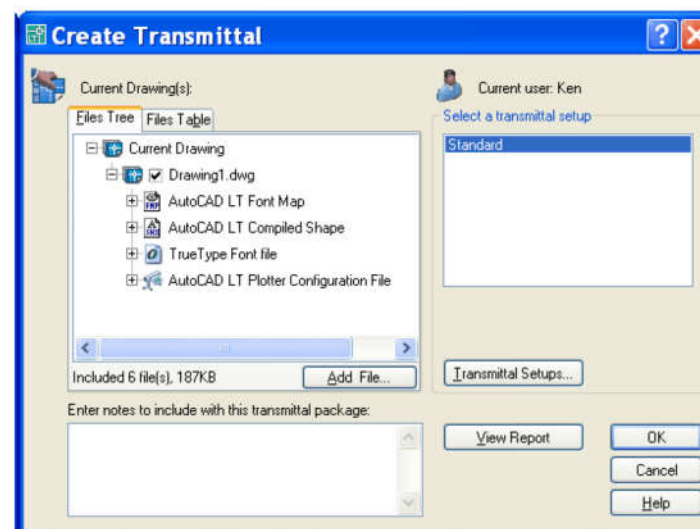 Create Transmittal
Current Drawing(s):
Files Tree
Files Table
Current Drawing
Drawing1.dwg
AutoCAD LT Font Map
AutoCAD LT Compiled Shape
TrueType Font file
AutoCAD LT Plotter Configuration File
Included 6 file(s), 187KB
Add File...
Enter notes to include with this transmittal package:
Current user: Ken
Select a transmittal setup
Standard
Transmittal Setups...
View Report
OK
Cancel
Help